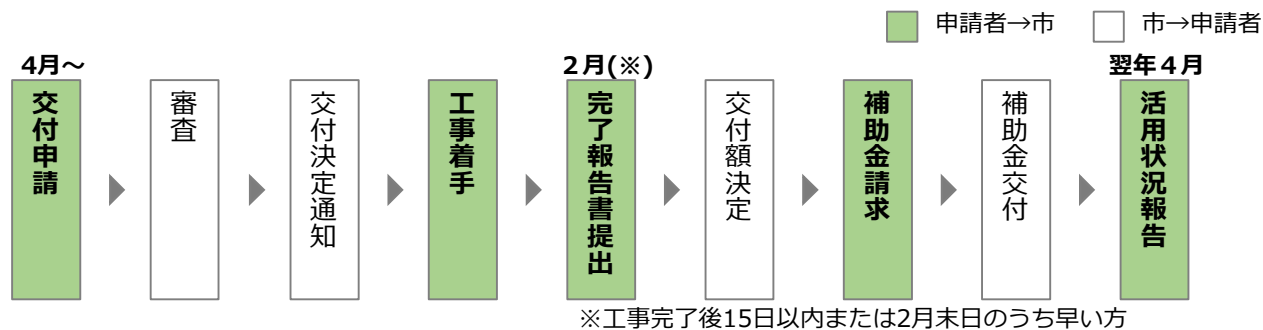 申請者→市
市→申請者
4月～
2月(※)
翌年4月
交付申請
審査
交付決定通知
工事着手
完了報告書提出
交付額決定
補助金請求
補助金交付
活用状況報告
※工事完了後15日以内または2月末日のうち早い方